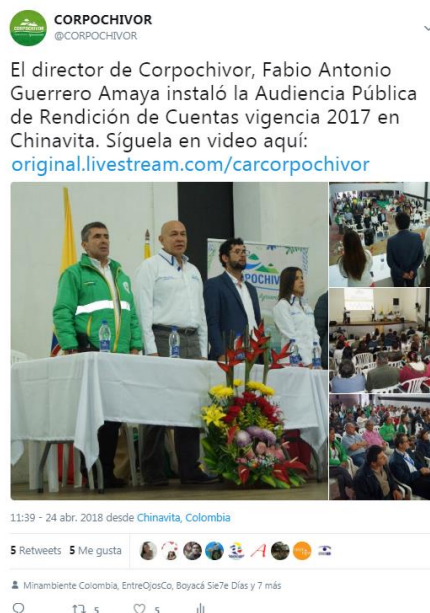 CORPOCHIVOR
@CORPOCHIVOR
El director de Corpochivor, Fabio Antonio
Guerrero Amaya instaló la Audiencia Pública
de Rendición de Cuentas vigencia 2017 en
Chinavita. Síguela en video aquí:
original.livestream.com/carcorpochivor
11:39 - 24 abr. 2018 desde Chinavita, Colombia
5 Retweets 5 Me gusta
Minambiente Colombia, EntreOjosCo, Boyacá Sie7e Días y 7 más
5 5